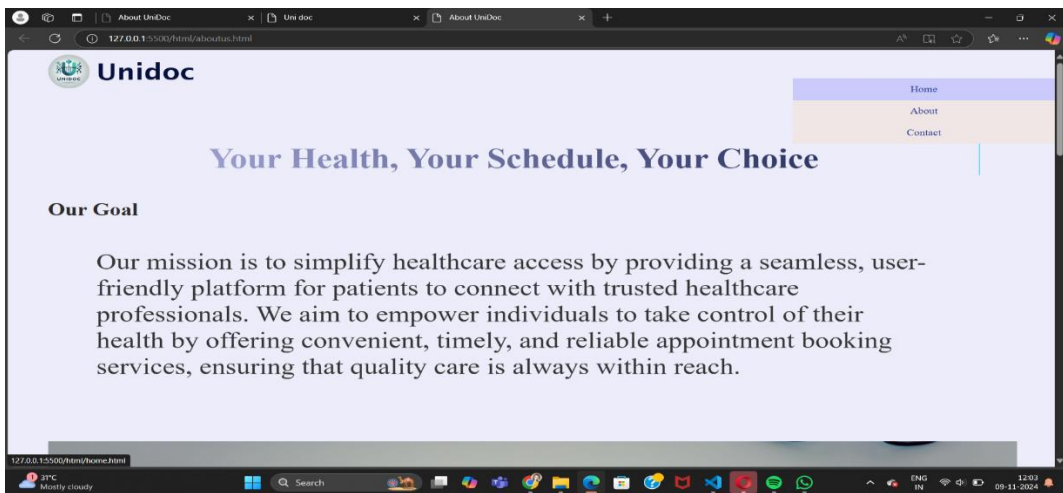 About UniDoc
Uni doc
About UniDoc
127.0.0.1:5500/html/aboutus.html
UNIDOC
Unidoc
Home
About
Contact
Your Health, Your Schedule, Your Choice
Our Goal
Our mission is to simplify healthcare access by providing a seamless, user-
friendly platform for patients to connect with trusted healthcare
professionals. We aim to empower individuals to take control of their
health by offering convenient, timely, and reliable appointment booking
services, ensuring that quality care is always within reach.
127.0.0.1:5500/html/home.html
31°C
Mostly cloudy
Search
ENG
IN
12:03
09-11-2024